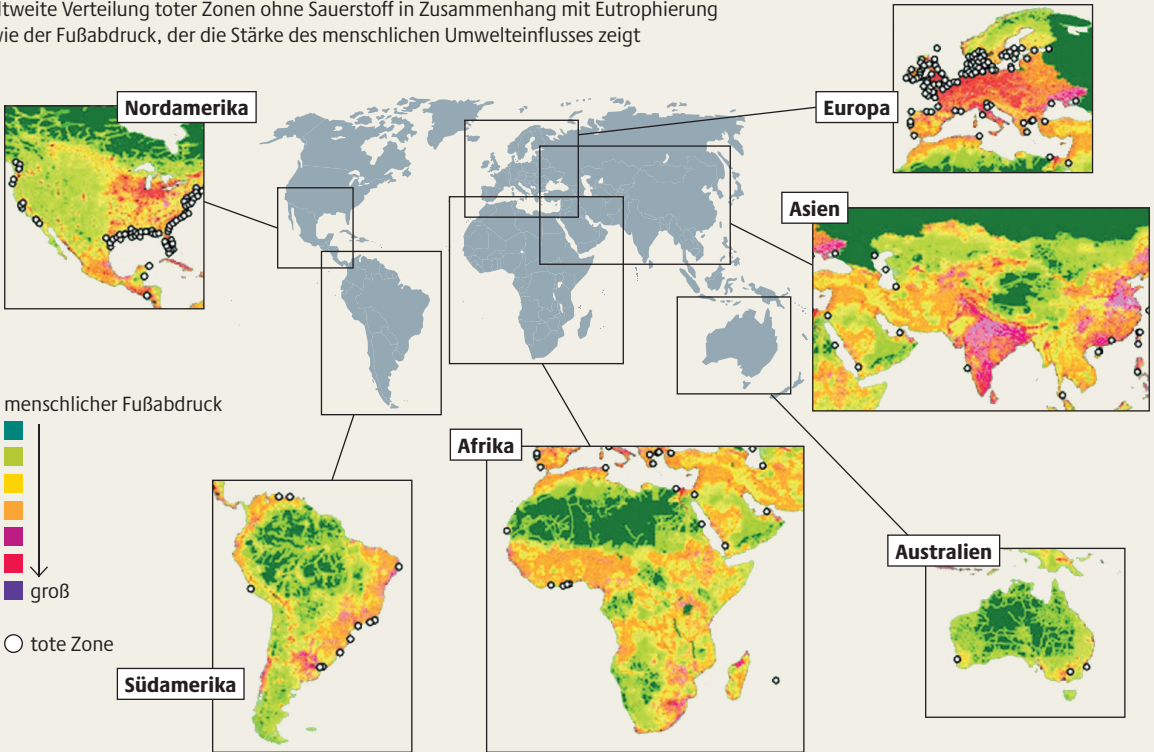 ltweite Verteilung toter Zonen ohne Sauerstoff in Zusammenhang mit Eutrophierung
vie der Fußabdruck, der die Stärke des menschlichen Umwelteinflusses zeigt
Nordamerika
Europa
Asien
menschlicher Fußabdruck
groß
tote Zone
Südamerika
Afrika
Australien